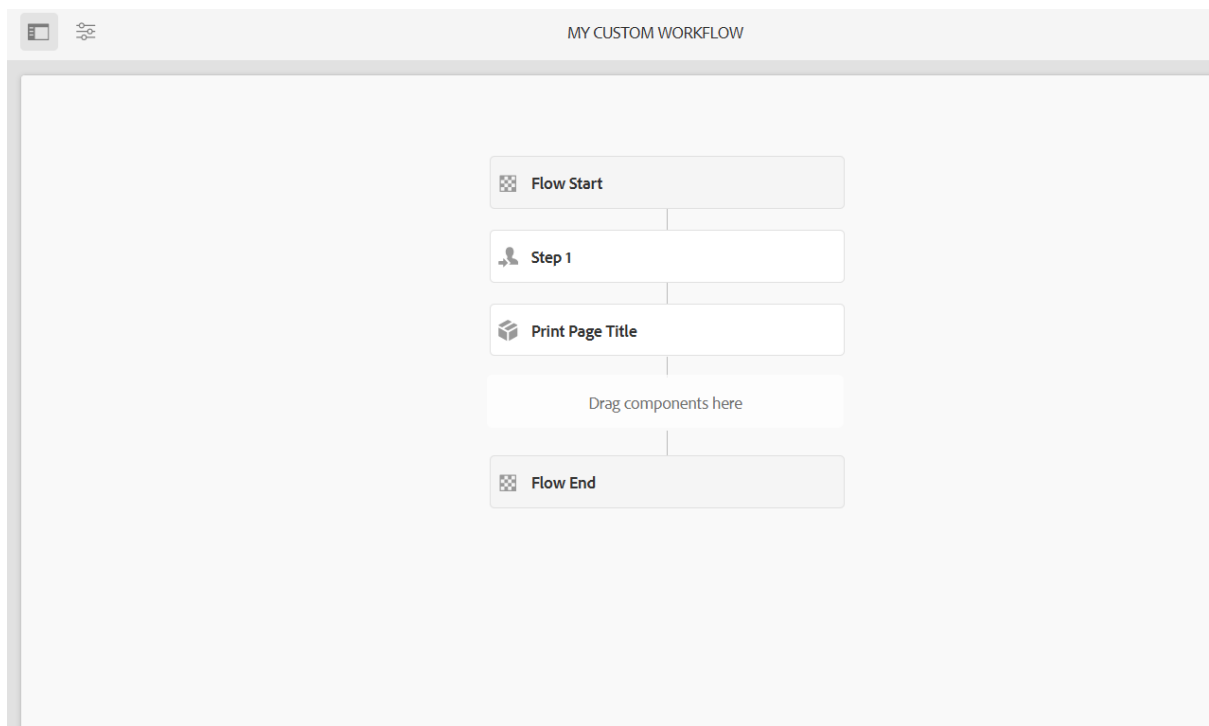 MY CUSTOM WORKFLOW
Flow Start
Step 1
Print Page Title
Drag components here
Flow End